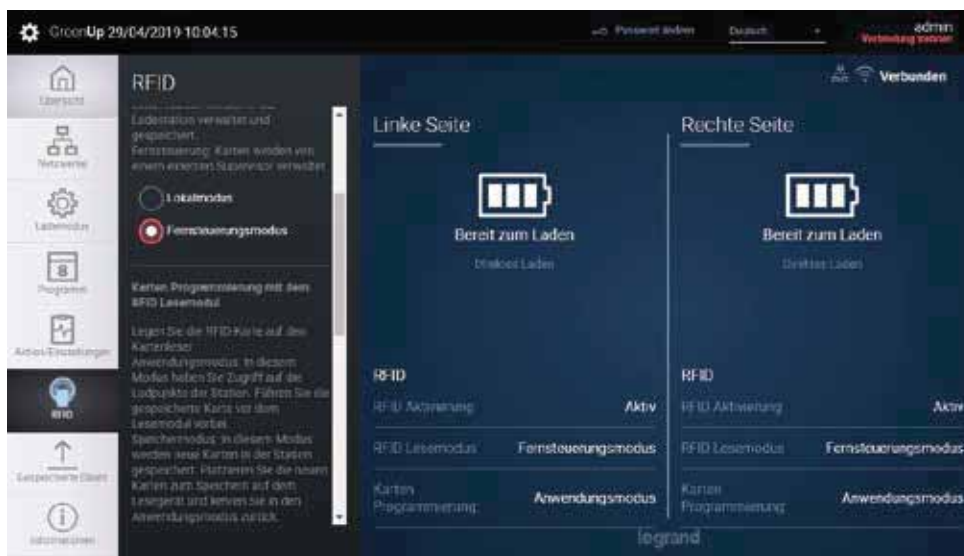 GreenUp 29/04/2019 10:04:15
Passwort ändern
Deutsch
admin
Verbindung trennen
Übersicht
Netzwerke
Lademodus
Programm
RFID
Gespeicherte Daten
Informationen
RFID
Ladestation verwaltet und
gespeichert.
Fernsteuerung: Karten werden von
einem externen Supervisor verwaltet
Lokalmodus
Fernsteuerungsmodus
Karten Programmierung mit dem
RFID Lesemodul
Legen Sie die RFID-Karte auf den
Kartenleser
Anwendungsmodus: In diesem
Modus haben Sie Zugriff auf die
Ladpunkte der Station. Führen Sie die
gespeicherte Karte vor dem
Lesemodul vorbei.
Speichermodus: In diesem Modus
werden neue Karten in der Station
gespeichert. Platzieren Sie die neuen
Karten zum Speichern auf dem
Lesegerät und kehren Sie in den
Anwendungsmodus zurück.
Verbunden
Linke Seite
Bereit zum Laden
Direktes Laden
RFID
RFID Aktivierung
Aktiv
RFID Lesemodus
Fernsteuerungsmodus
Karten
Programmierung
Anwendungsmodus
Rechte Seite
Bereit zum Laden
Direktes Laden
RFID
RFID Aktivierung
Aktiv
RFID Lesemodus
Fernsteuerungsmodus
Karten
Programmierung
Anwendungsmodus
legrand